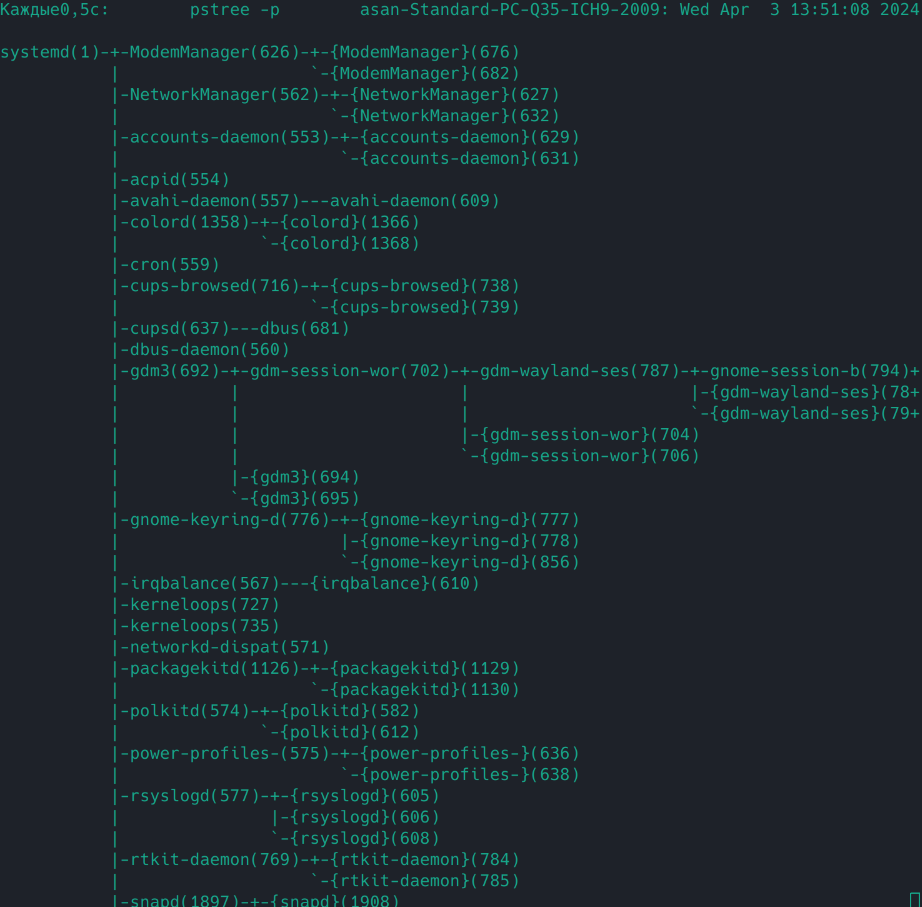 Каждые0,5с:        pstree -p        asan-Standard-PC-Q35-ICH9-2009: Wed Apr  3 13:51:08 2024

systemd(1)-+-ModemManager(626)-+-{ModemManager}(676)
           |                   `-{ModemManager}(682)
           |-NetworkManager(562)-+-{NetworkManager}(627)
           |                     `-{NetworkManager}(632)
           |-accounts-daemon(553)-+-{accounts-daemon}(629)
           |                      `-{accounts-daemon}(631)
           |-acpid(554)
           |-avahi-daemon(557)---avahi-daemon(609)
           |-colord(1358)-+-{colord}(1366)
           |              `-{colord}(1368)
           |-cron(559)
           |-cups-browsed(716)-+-{cups-browsed}(738)
           |                   `-{cups-browsed}(739)
           |-cupsd(637)---dbus(681)
           |-dbus-daemon(560)
           |-gdm3(692)-+-gdm-session-wor(702)-+-gdm-wayland-ses(787)-+-gnome-session-b(794)+
           |           |                      |                      |-{gdm-wayland-ses}(78+
           |           |                      |                      `-{gdm-wayland-ses}(79+
           |           |                      |-{gdm-session-wor}(704)
           |           |                      `-{gdm-session-wor}(706)
           |           |-{gdm3}(694)
           |           `-{gdm3}(695)
           |-gnome-keyring-d(776)-+-{gnome-keyring-d}(777)
           |                      |-{gnome-keyring-d}(778)
           |                      `-{gnome-keyring-d}(856)
           |-irqbalance(567)---{irqbalance}(610)
           |-kerneloops(727)
           |-kerneloops(735)
           |-networkd-dispat(571)
           |-packagekitd(1126)-+-{packagekitd}(1129)
           |                   `-{packagekitd}(1130)
           |-polkitd(574)-+-{polkitd}(582)
           |              `-{polkitd}(612)
           |-power-profiles-(575)-+-{power-profiles-}(636)
           |                      `-{power-profiles-}(638)
           |-rsyslogd(577)-+-{rsyslogd}(605)
           |               |-{rsyslogd}(606)
           |               `-{rsyslogd}(608)
           |-rtkit-daemon(769)-+-{rtkit-daemon}(784)
           |                   `-{rtkit-daemon}(785)
           |-snapd(1897)-+-{snapd}(1908)